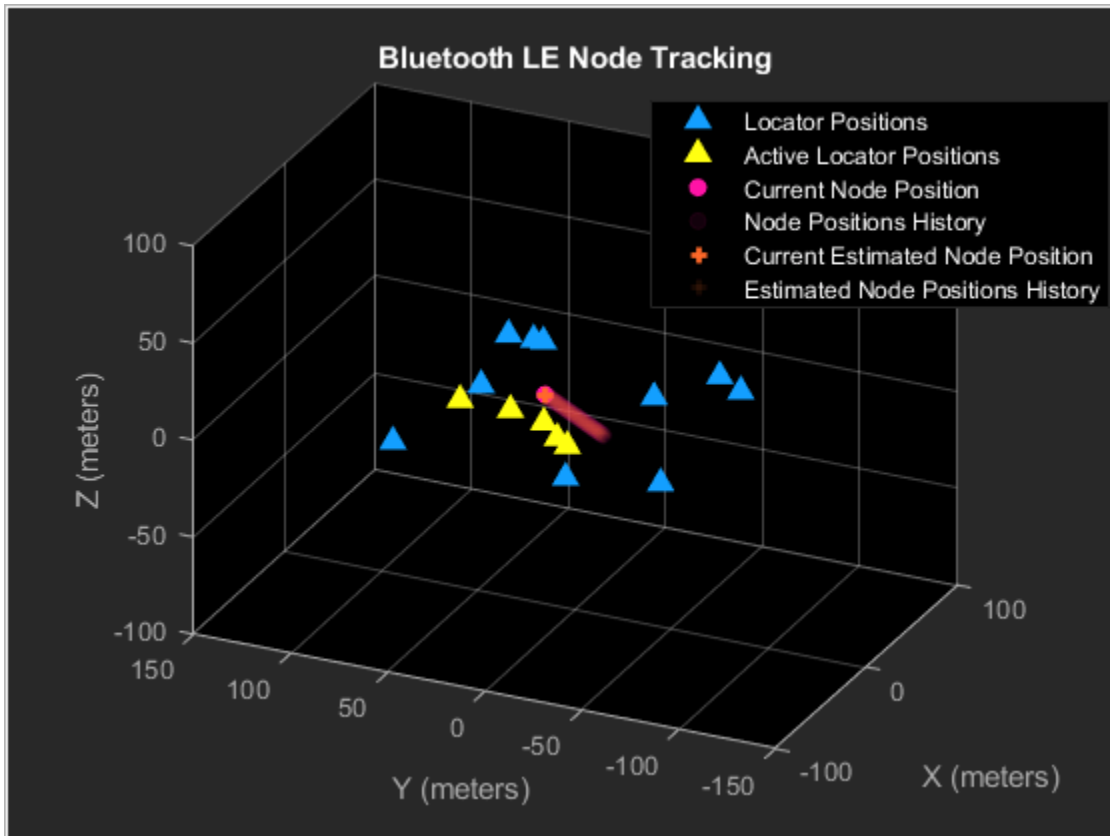 Bluetooth LE Node Tracking
Locator Positions
Active Locator Positions
Current Node Position
Node Positions History
Current Estimated Node Position
Estimated Node Positions History
100
50
0
-50
-100
Z (meters)
150
100
50
0
-50
-100
-150
Y (meters)
-100
0
100
X (meters)